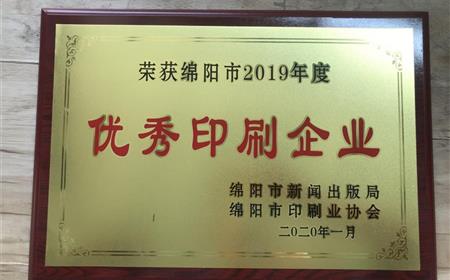 荣获绵阳市2019年度
优秀印刷企业
绵阳市新闻出版局
绵阳市印刷业协会
二〇二〇年一月